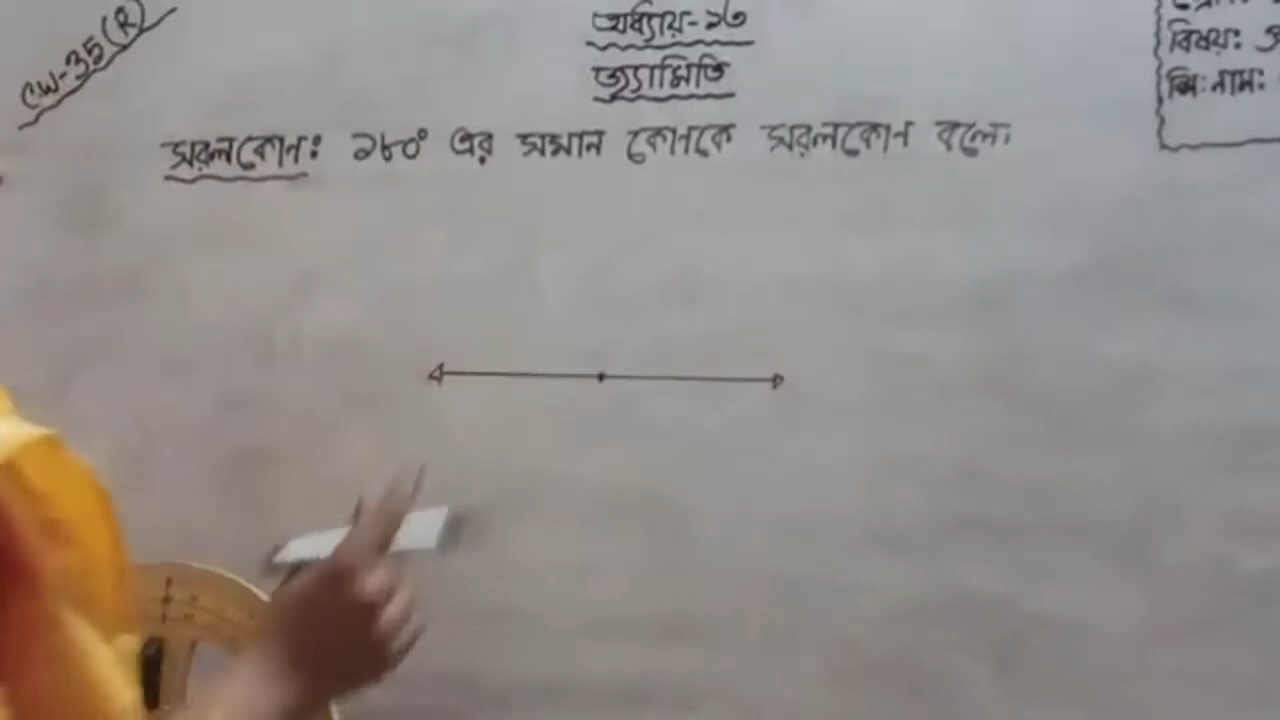 CW-35(R)
অধ্যায়-১৩
জ্যামিতি
সরলকোণ: ১৮০° এর সমান কোণকে সরলকোণ বলে।
বিষয়:
শি:নাম: